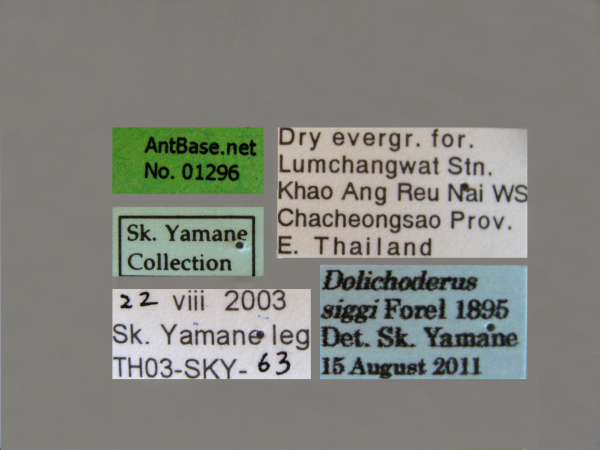 AntBase.net
No. 01296
Dry evergr. for.
Lumchangwat Stn.
Khao Ang Reu Nai WS
Chacheongsao Prov.
E. Thailand
Sk. Yamane
Collection
22 viii 2003
Sk. Yamane leg
TH03-SKY-63
Dolichoderus
siggi Forel 1895
Det. Sk. Yamane
15 August 2011